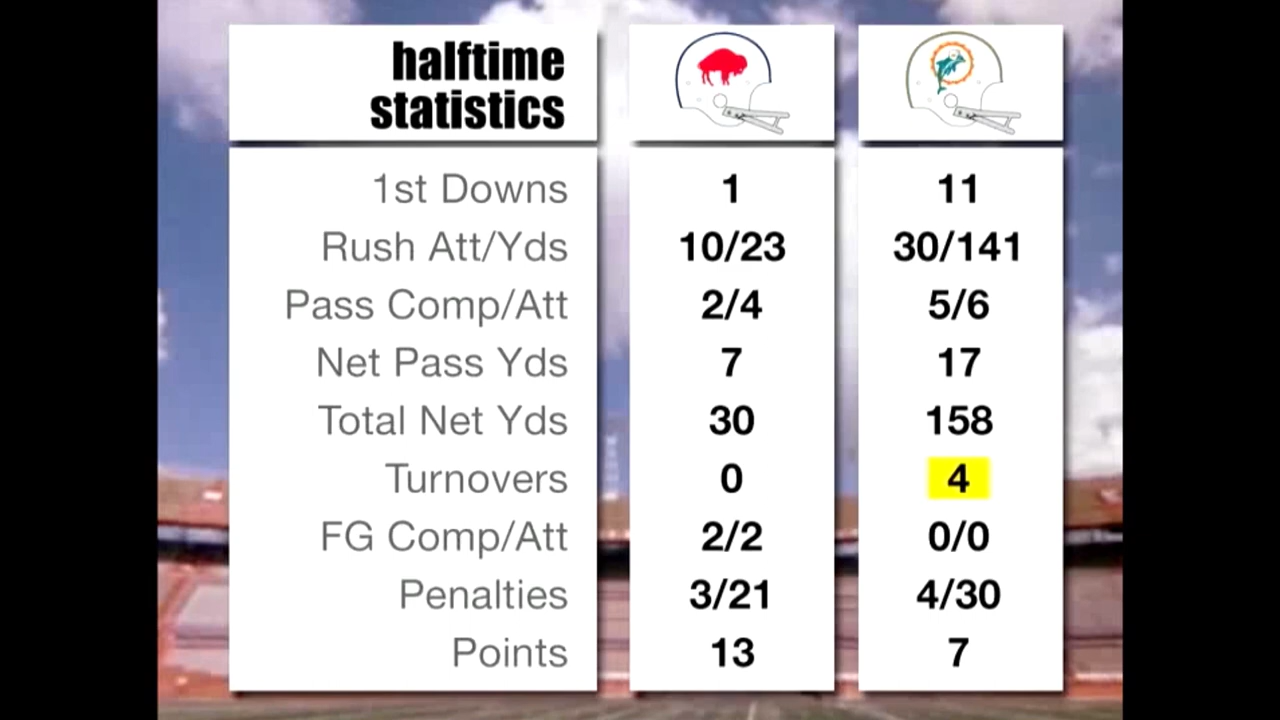 halftime
statistics
1st Downs 1 11
Rush Att/Yds 10/23 30/141
Pass Comp/Att 2/4 5/6
Net Pass Yds 7 17
Total Net Yds 30 158
Turnovers 0 4
FG Comp/Att 2/2 0/0
Penalties 3/21 4/30
Points 13 7